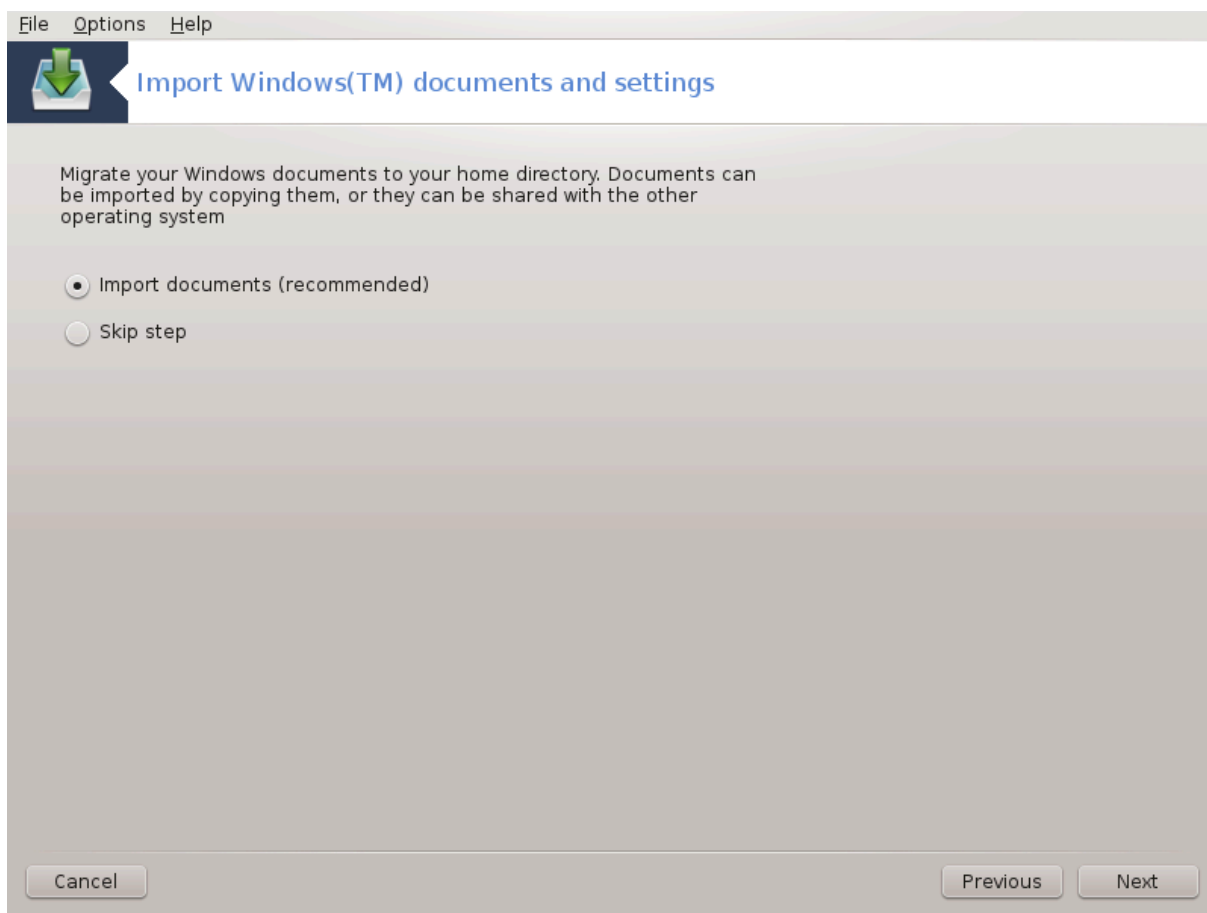 File Options Help
Import Windows(TM) documents and settings
Migrate your Windows documents to your home directory. Documents can
be imported by copying them, or they can be shared with the other
operating system
Import documents (recommended)
Skip step
Cancel Previous Next